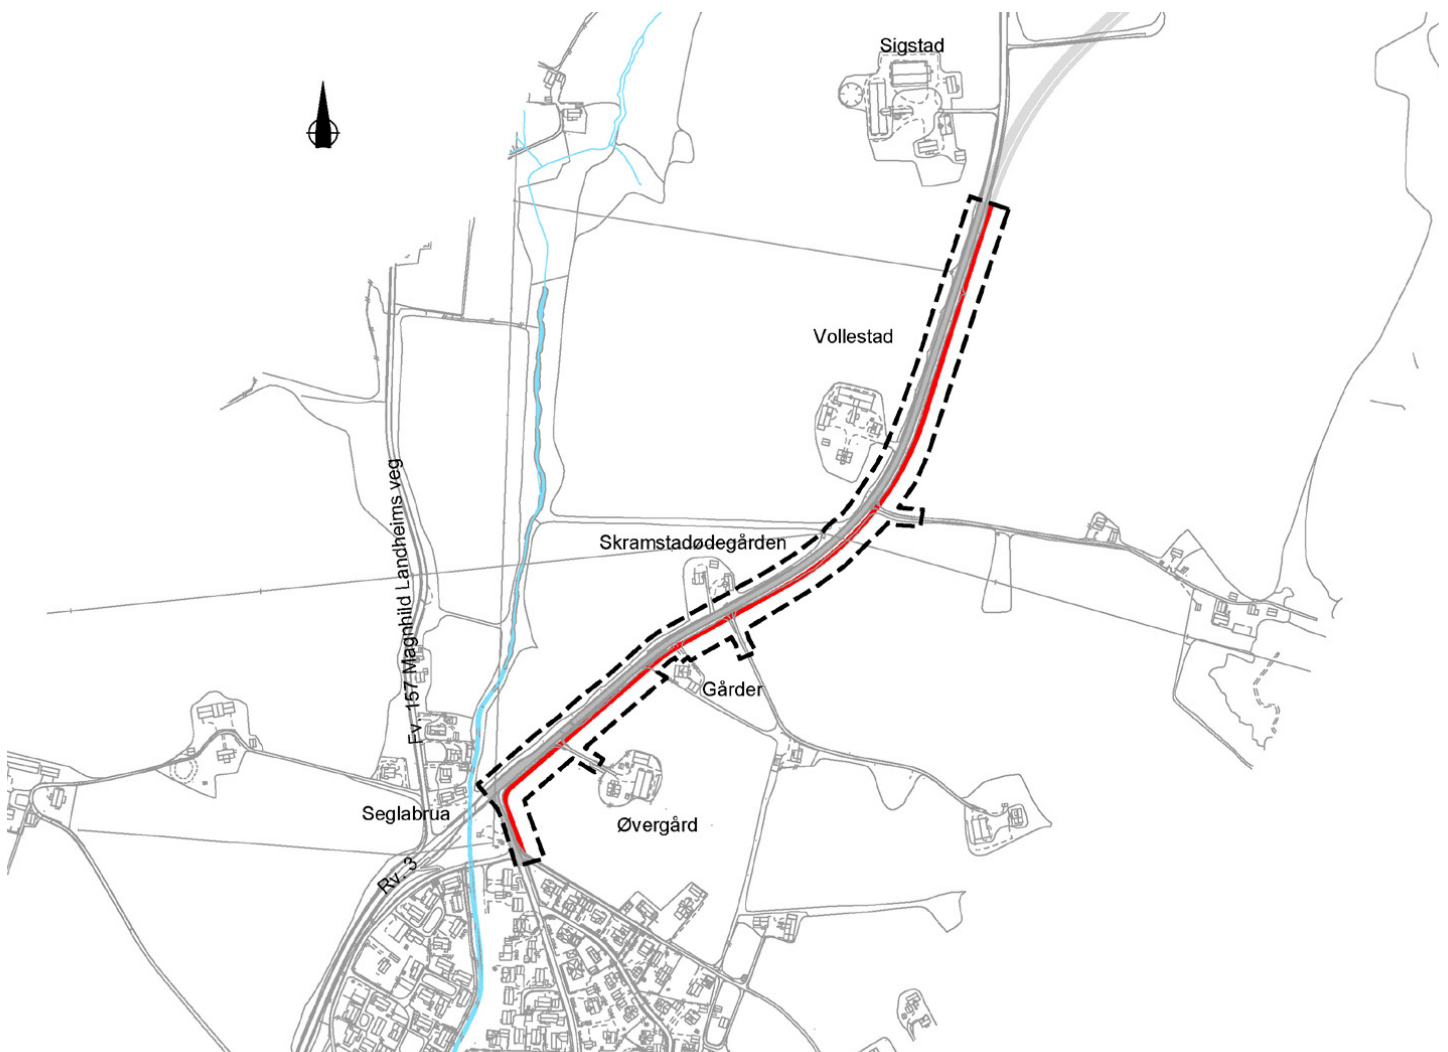 Sigstad
Vollestad
Skramstadødegården
Fv. 157 Magnhild Landheims veg
Gårder
Seglabrua
Øvergård
Rv. 3